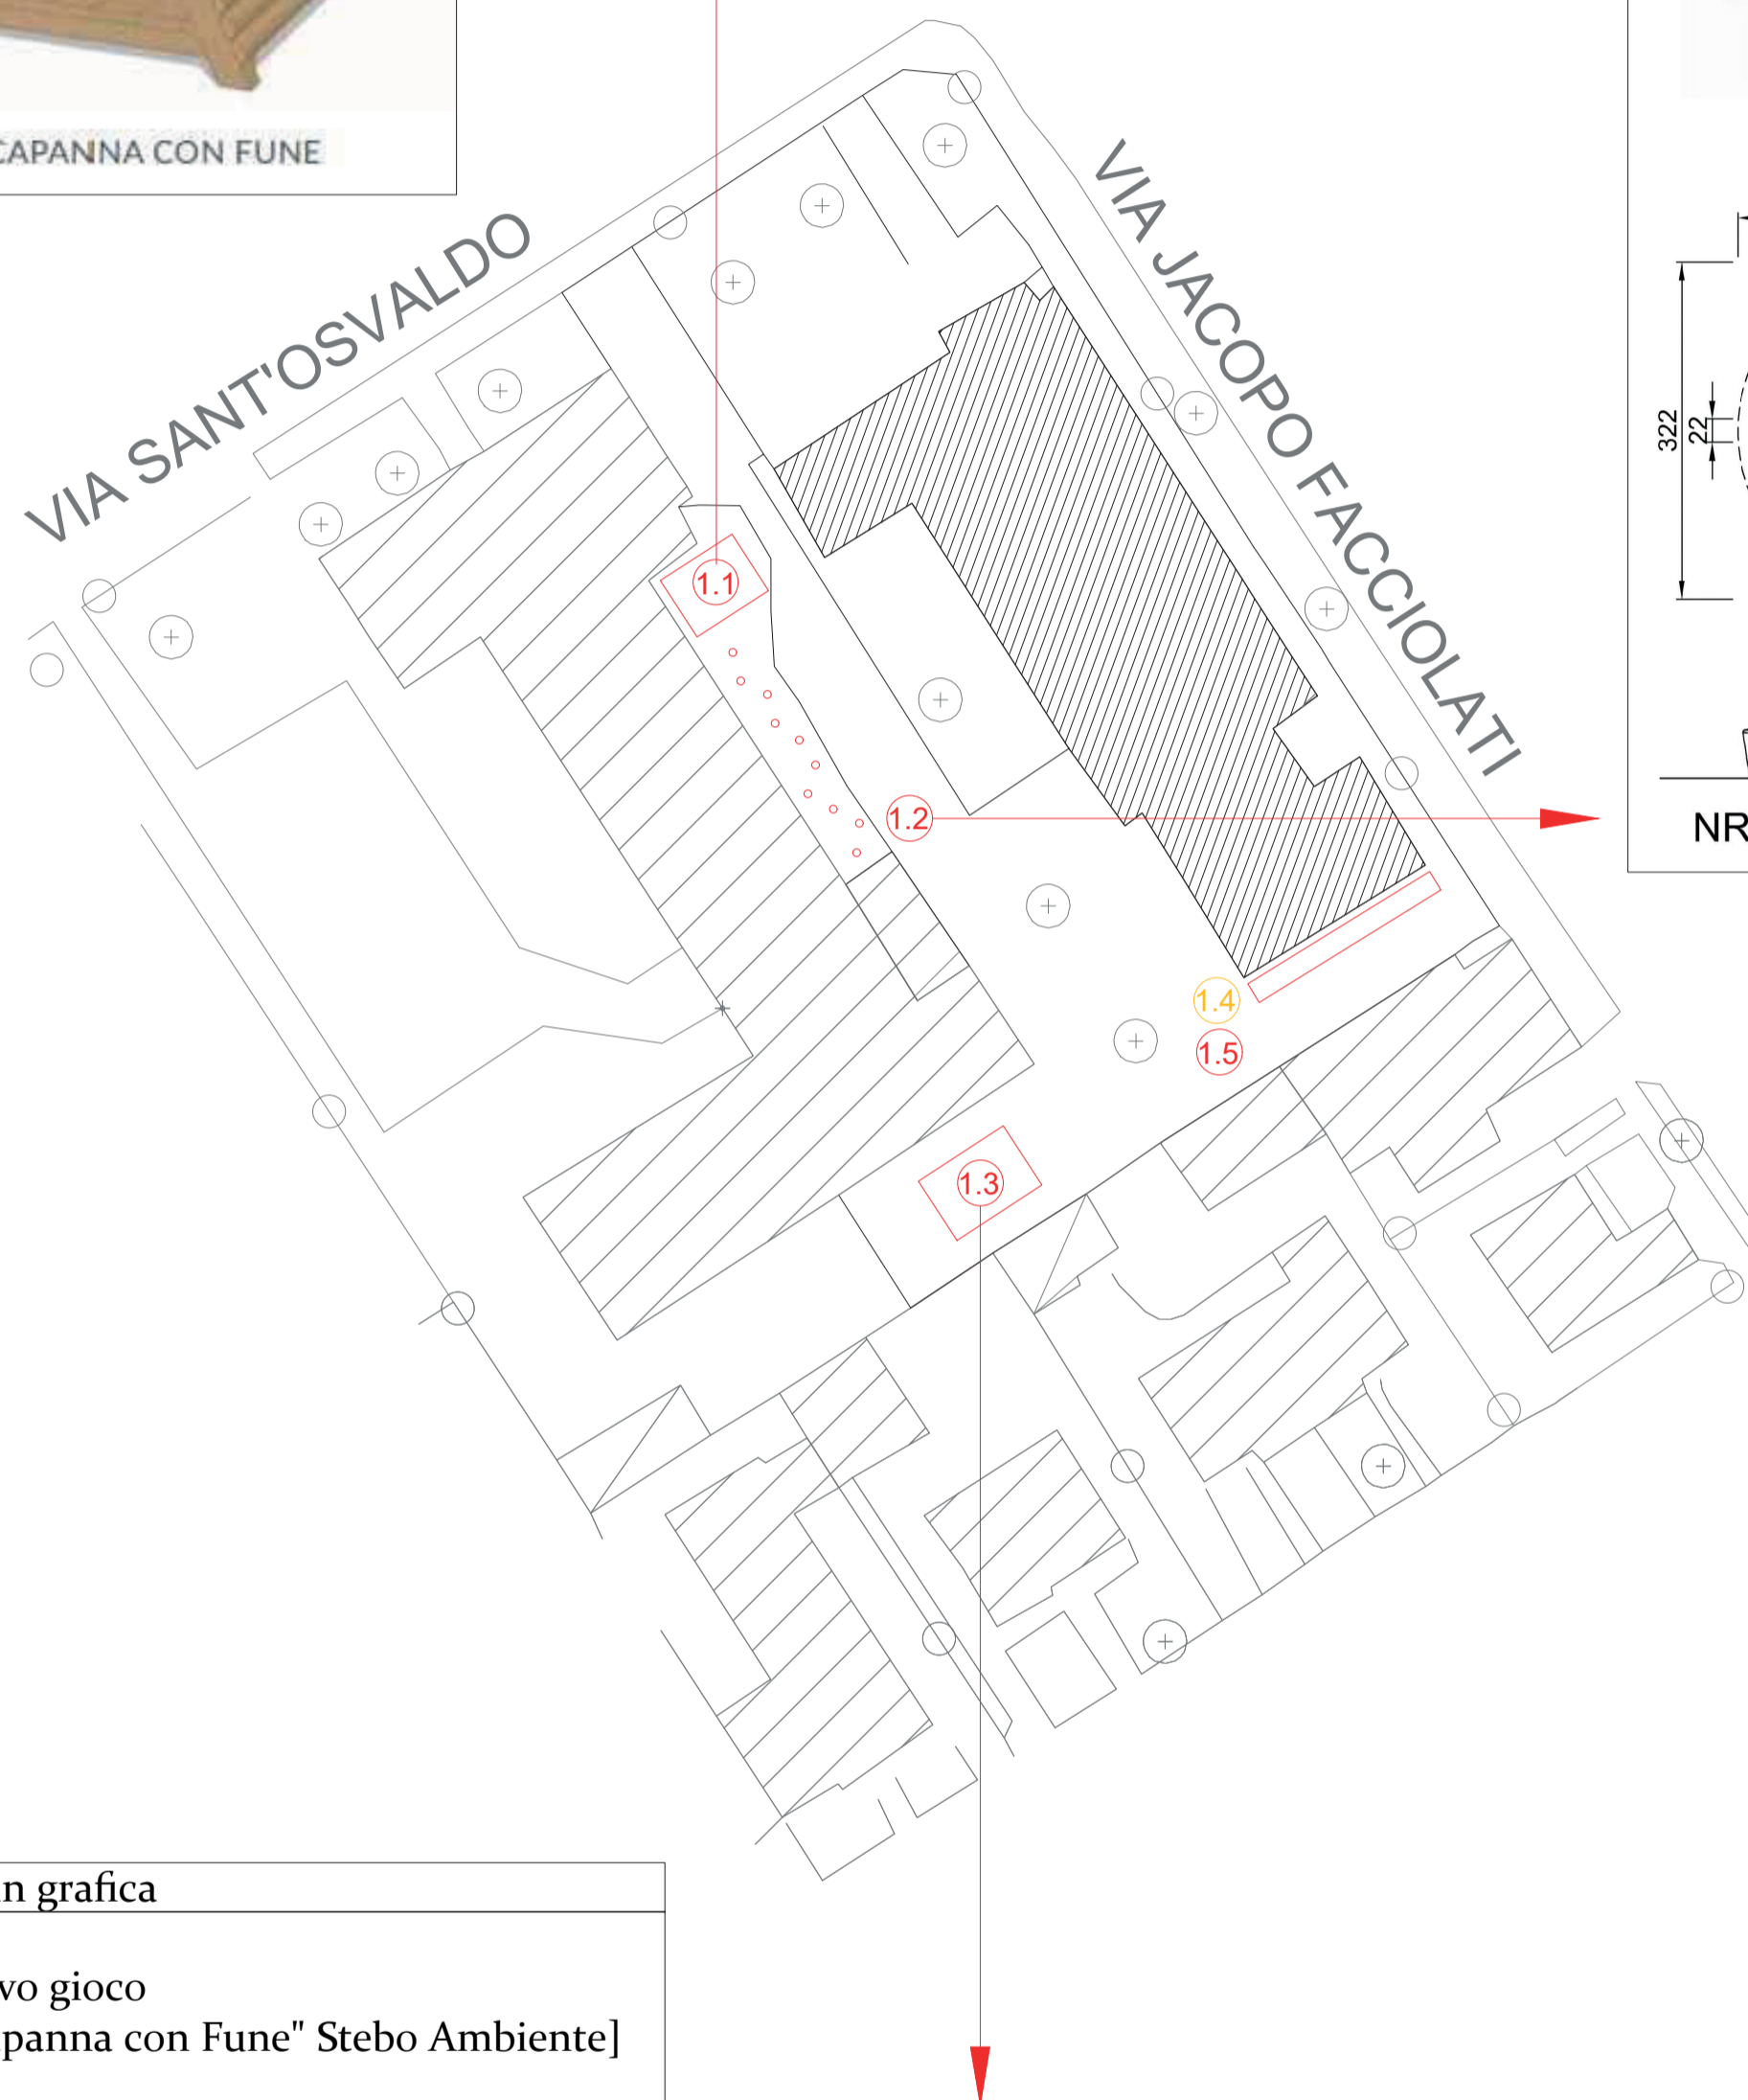 CAPANNA CON FUNE
VIA SANT'OSVALDO
VIA JACOPO FACCIOLATI
322
22
1.1
1.2
NR
1.4
1.5
1.3
in grafica
vo gioco
panna con Fune" Stebo Ambiente]